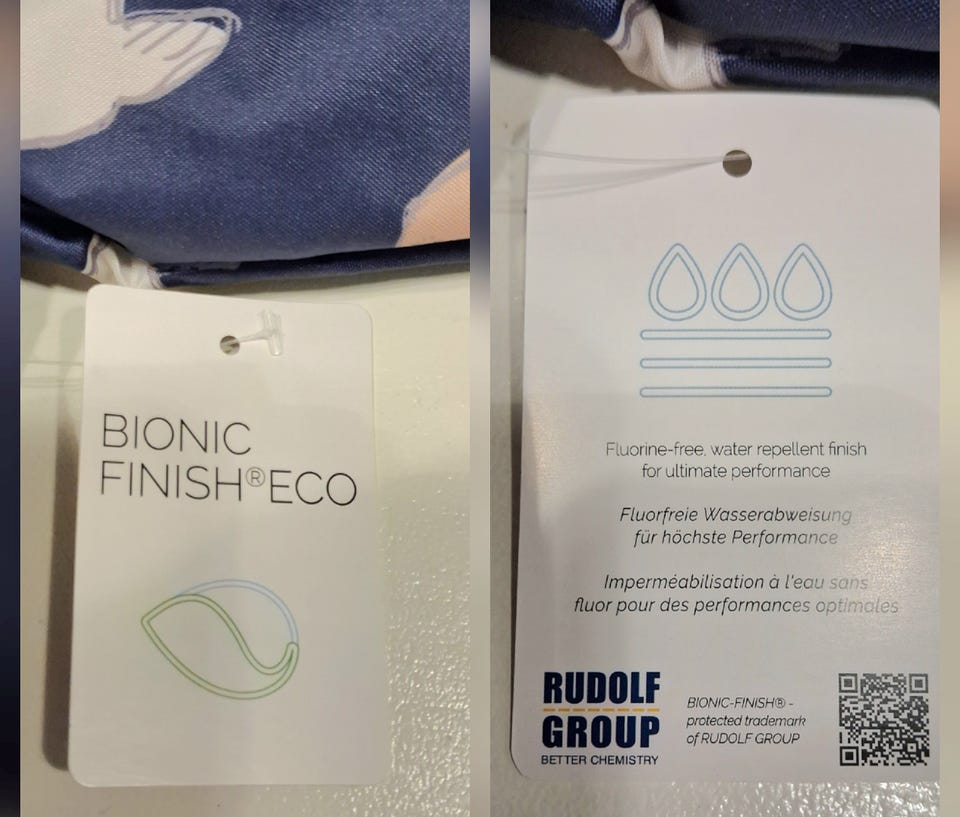 BIONIC
FINISH®ECO
Fluorine-free, water repellent finish
for ultimate performance
Fluorfreie Wasserabweisung
für höchste Performance
Imperméabilisation à l'eau sans
fluor pour des performances optimales
RUDOLF
GROUP
BETTER CHEMISTRY
BIONIC-FINISH® -
protected trademark
of RUDOLF GROUP